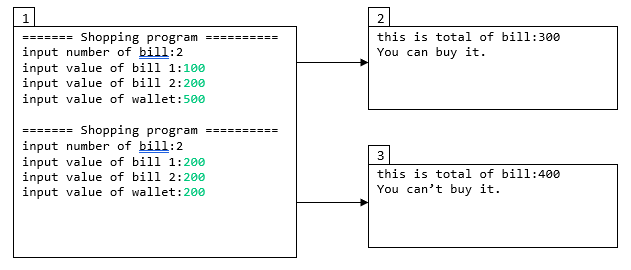 1
======= Shopping program ==========
input number of bill:2
input value of bill 1:100
input value of bill 2:200
input value of wallet:500
======= Shopping program ==========
input number of bill:2
input value of bill 1:200
input value of bill 2:200
input value of wallet:200
2
this is total of bill:300
You can buy it.
3
this is total of bill:400
You can’t buy it.